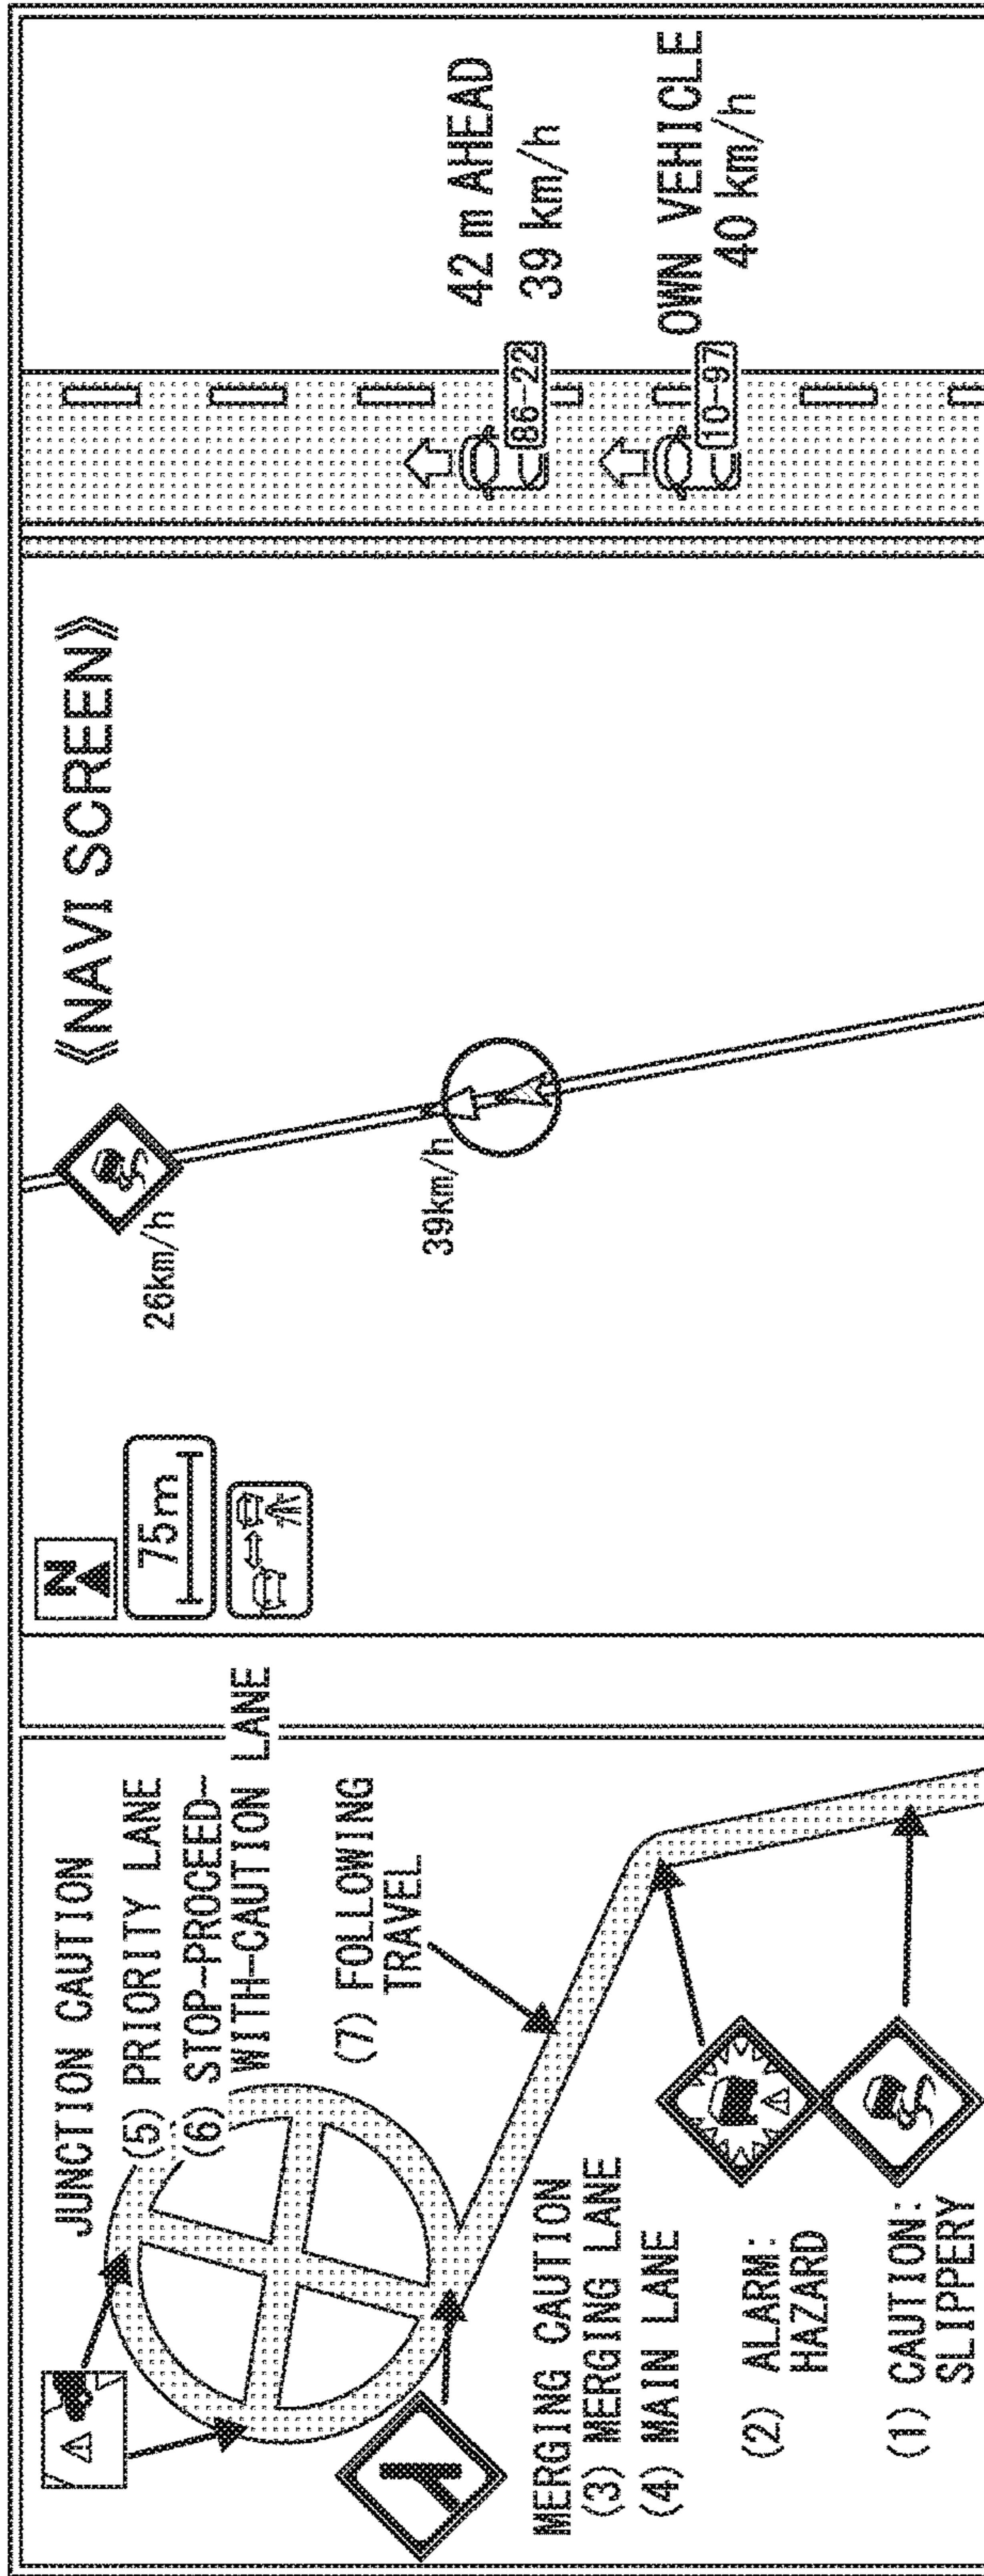 JUNCTION CAUTION
(5) PRIORITY LANE
(6) STOP-PROCEED-
WITH-CAUTION LANE
(7) FOLLOWING
TRAVEL
MERGING CAUTION
(3) MERGING LANE
(4) MAIN LANE
(2) ALARM:
HAZARD
(1) CAUTION:
SLIPPERY
N
75m
《NAVI SCREEN》
26km/h
39km/h
42 m AHEAD
39 km/h
86-22
OWN VEHICLE
40 km/h
10-97